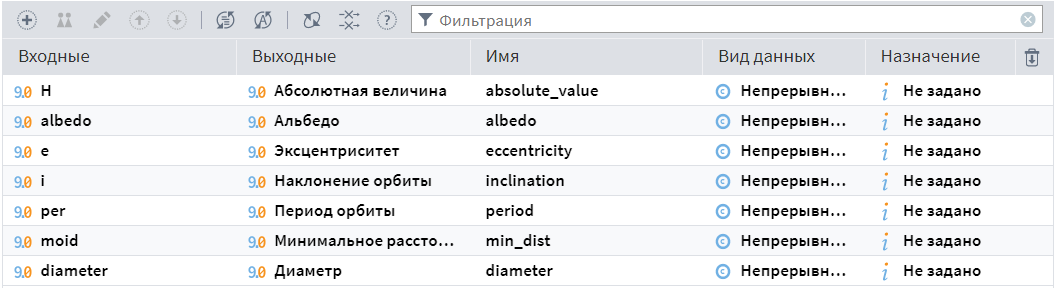 Фильтрация
Входные Выходные Имя Вид данных Назначение
9.0 H 9.0 Абсолютная величина absolute_value Непрерывн... Не задано
9.0 albedo 9.0 Альбедо albedo Непрерывн... Не задано
9.0 e 9.0 Эксцентриситет eccentricity Непрерывн... Не задано
9.0 i 9.0 Наклонение орбиты inclination Непрерывн... Не задано
9.0 per 9.0 Период орбиты period Непрерывн... Не задано
9.0 moid 9.0 Минимальное рассто... min_dist Непрерывн... Не задано
9.0 diameter 9.0 Диаметр diameter Непрерывн... Не задано